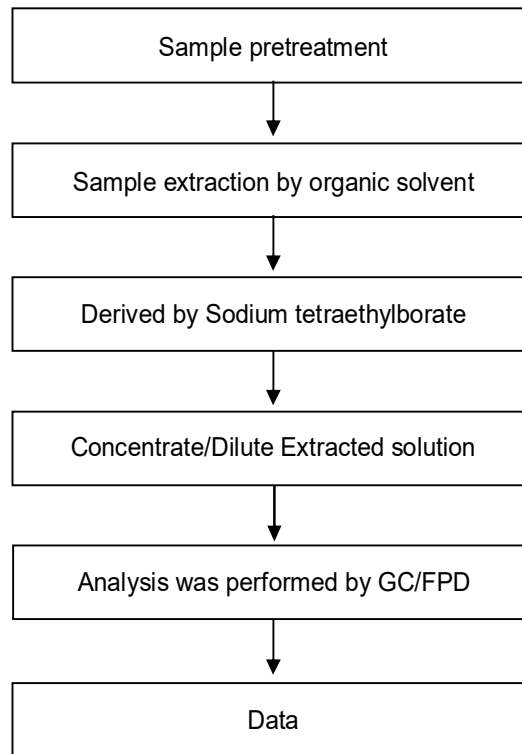 Sample pretreatment
Sample extraction by organic solvent
Derived by Sodium tetraethylborate
Concentrate/Dilute Extracted solution
Analysis was performed by GC/FPD
Data